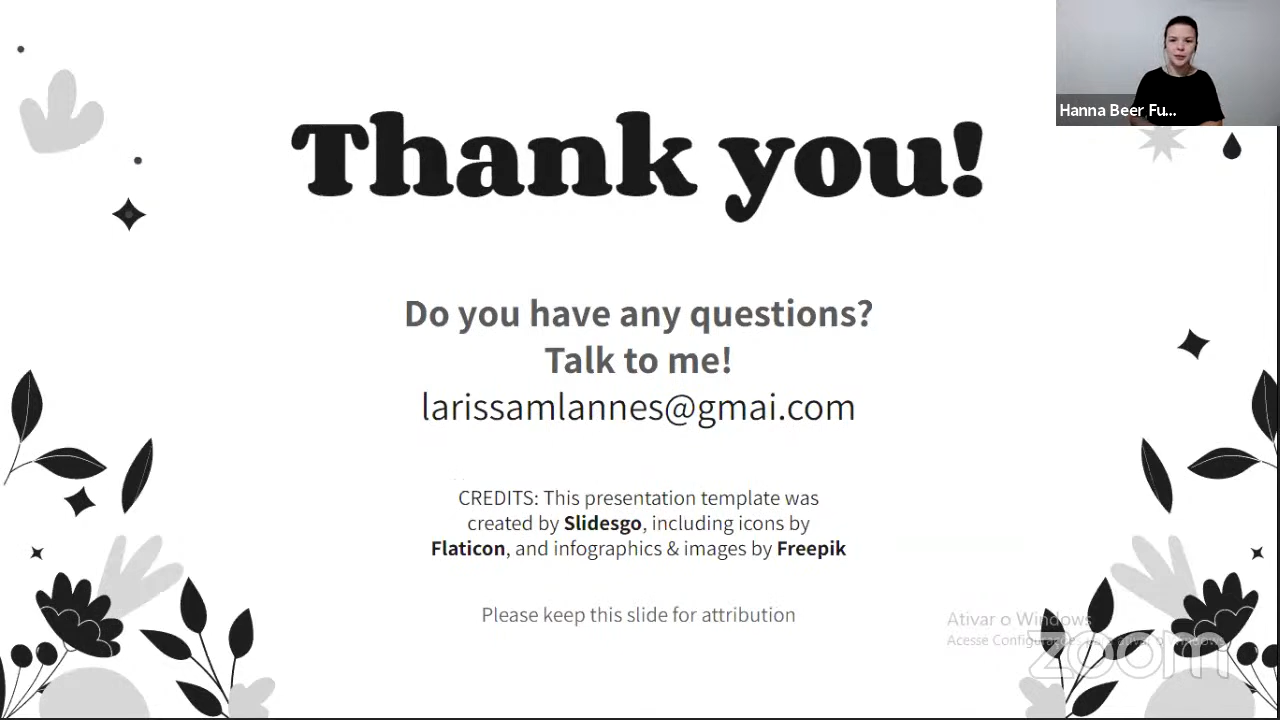 Hanna Beer Fu...
Thank you!
Do you have any questions?
Talk to me!
larissamlannes@gmai.com
CREDITS: This presentation template was
created by Slidesgo, including icons by
Flaticon, and infographics & images by Freepik
Please keep this slide for attribution
Ativar o Windows
Acesse
zoom